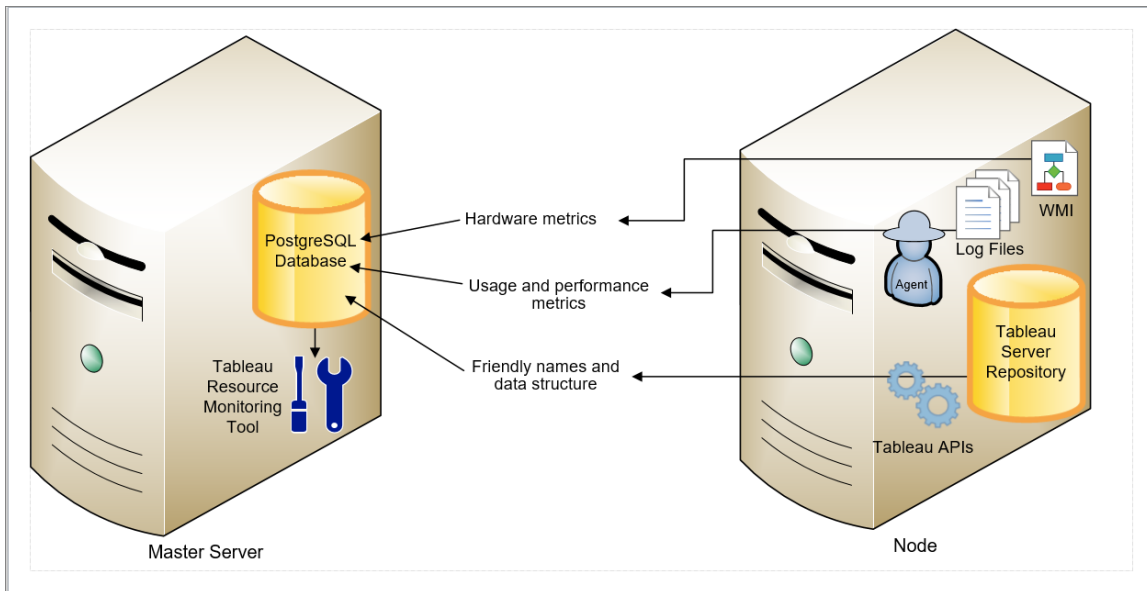 PostgreSQL
Database
Tableau
Resource
Monitoring
Tool
Master Server
Hardware metrics
Usage and performance
metrics
Friendly names and
data structure
WMI
Log Files
Agent
Tableau
Server
Repository
Tableau APIs
Node